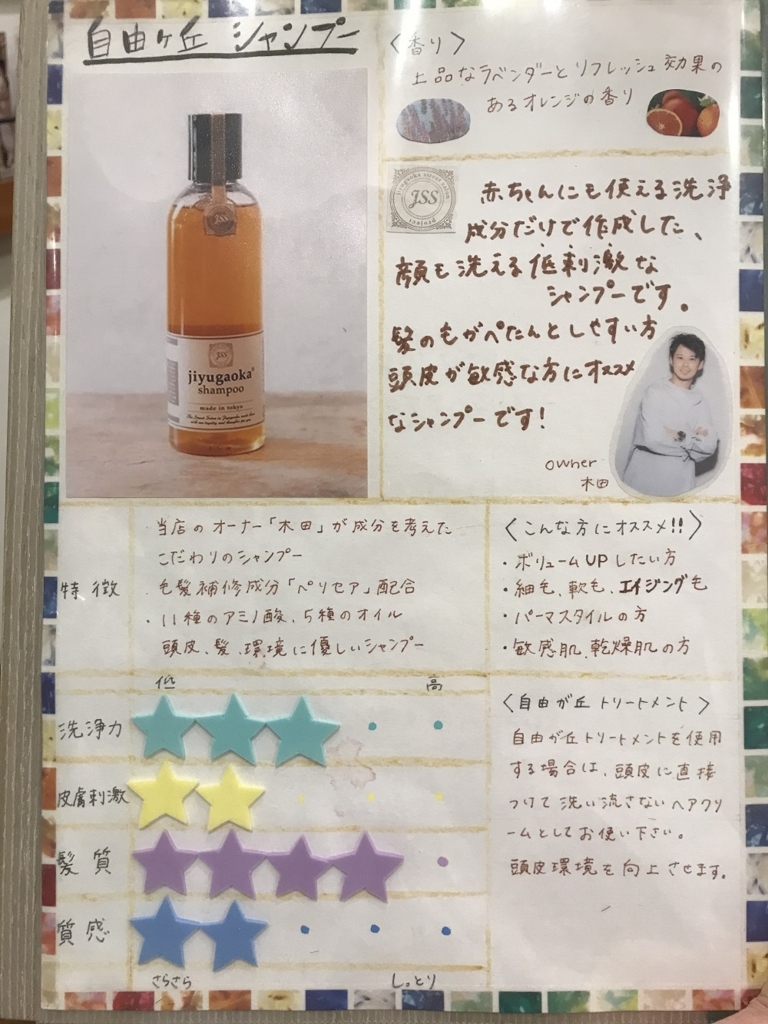 自由ヶ丘 シャンプー
〈香り〉
上品なラベンダーとリフレッシュ効果の
あるオレンジの香り
JSS
赤ちゃんにも使える洗浄
成分だけで作成した、
顔も洗える低刺激な
シャンプーです。
髪のもがぺたんとしやすい方
頭皮が敏感な方にオススメ
なシャンプーです!
owner
木田
JSS
JSS
jiyugaoka
shampoo
made in tokyo
特徴
当店のオーナー「木田」が成分を考えた
こだわりのシャンプー
毛髪補修成分「ペリセア」配合
・11種のアミノ酸、5種のオイル
頭皮、髪、環境に優しいシャンプー
〈こんな方にオススメ!!〉
・ボリュームUPしたい方
・細毛、軟毛、エイジング毛
・パーマスタイルの方
・敏感肌、乾燥肌の方
低 高
洗浄力
皮膚刺激
髪質
質感
さらさら しっとり
〈自由が丘トリートメント〉
自由が丘トリートメントを使用
する場合は、頭皮に直接
つけて洗い流さないヘアクリ
ームとしてお使い下さい。
頭皮環境を向上させます。